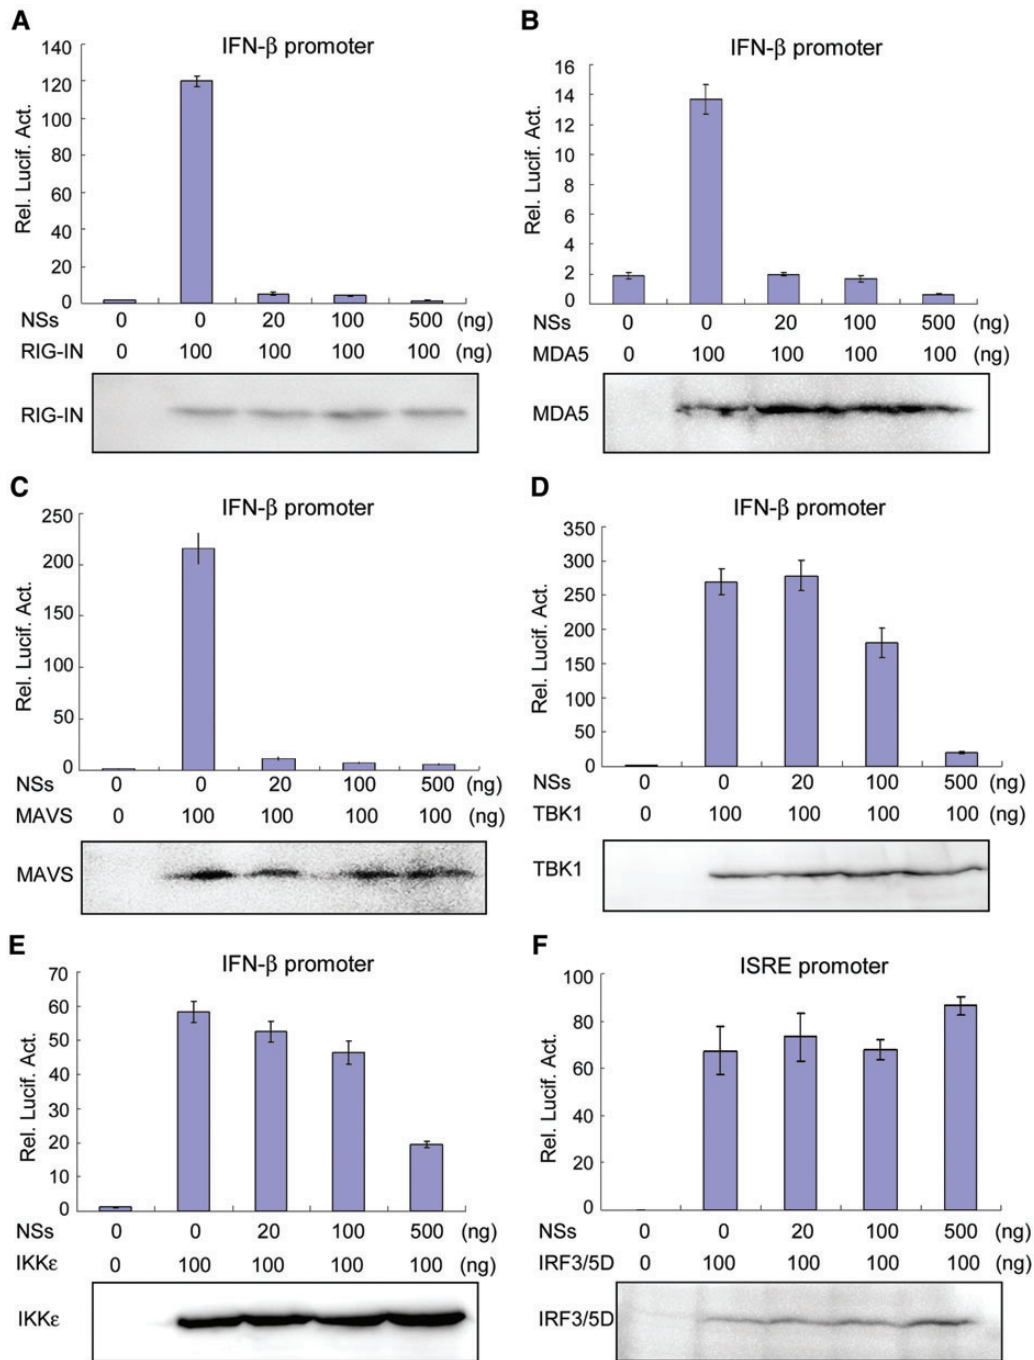 A
IFN-β promoter
Rel. Lucif. Act.
140
120
100
80
60
40
20
0
NSs 0 0 20 100 500 (ng)
RIG-IN 0 100 100 100 100 (ng)
RIG-IN
B
IFN-β promoter
Rel. Lucif. Act.
16
14
12
10
8
6
4
2
0
NSs 0 0 20 100 500 (ng)
MDA5 0 100 100 100 100 (ng)
MDA5
C
IFN-β promoter
Rel. Lucif. Act.
250
200
150
100
50
0
NSs 0 0 20 100 500 (ng)
MAVS 0 100 100 100 100 (ng)
MAVS
D
IFN-β promoter
Rel. Lucif. Act.
350
300
250
200
150
100
50
0
NSs 0 0 20 100 500 (ng)
TBK1 0 100 100 100 100 (ng)
TBK1
E
IFN-β promoter
Rel. Lucif. Act.
70
60
50
40
30
20
10
0
NSs 0 0 20 100 500 (ng)
IKKε 0 100 100 100 100 (ng)
IKKε
F
ISRE promoter
Rel. Lucif. Act.
100
80
60
40
20
0
NSs 0 0 20 100 500 (ng)
IRF3/5D 0 100 100 100 100 (ng)
IRF3/5D